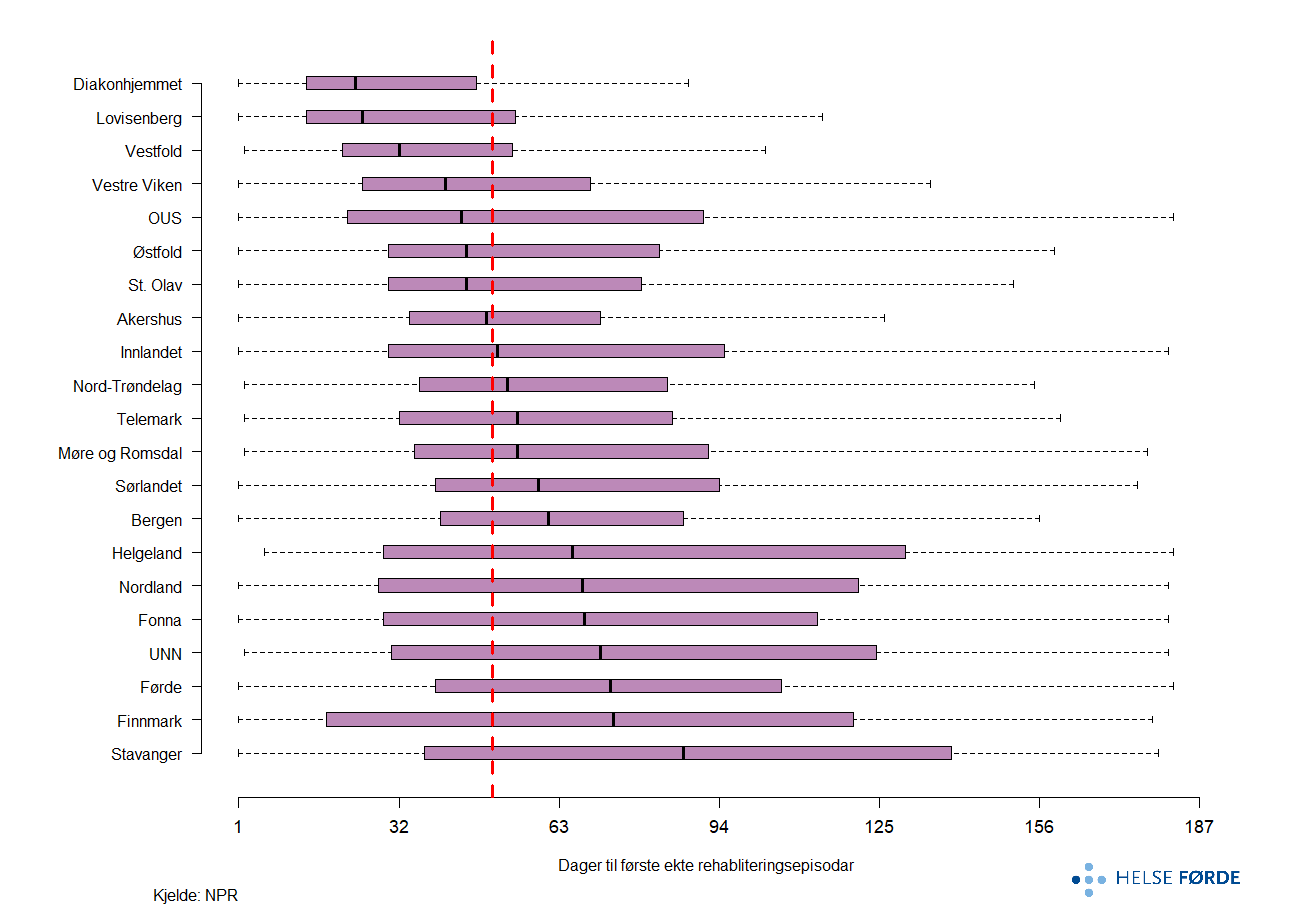 Diakonhjemmet
Lovisenberg
Vestfold
Vestre Viken
OUS
Østfold
St. Olav
Akershus
Innlandet
Nord-Trøndelag
Telemark
Møre og Romsdal
Sørlandet
Bergen
Helgeland
Nordland
Fonna
UNN
Førde
Finnmark
Stavanger
1 32 63 94 125 156 187
Dager til første ekte rehabliteringsepisodar
HELSE FØRDE
Kjelde: NPR